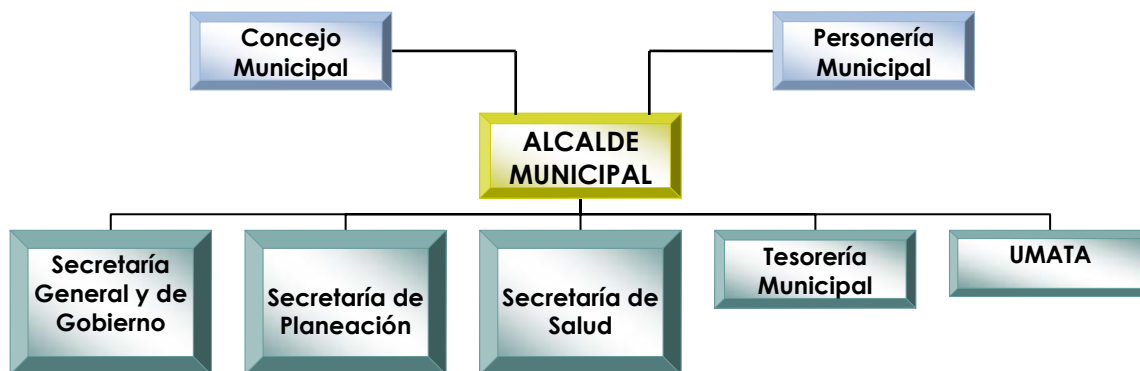 Concejo
Municipal
Personería
Municipal
ALCALDE
MUNICIPAL
Secretaría
General y de
Gobierno
Secretaría de
Planeación
Secretaría de
Salud
Tesorería
Municipal
UMATA